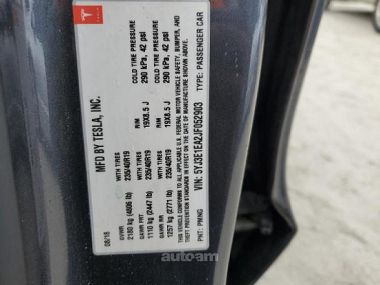 MFD BY TESLA, INC.
08/18
GVWR 2180 kg (4806 lb)
GAWR FRT 1110 kg (2447 lb) WITH TIRES 235/40R19 RIM 19X8.5 J COLD TIRE PRESSURE 290 kPa, 42 psi
GAWR RR 1257 kg (2771 lb) WITH TIRES 235/40R19 RIM 19X8.5 J COLD TIRE PRESSURE 290 kPa, 42 psi
THIS VEHICLE CONFORMS TO ALL APPLICABLE U.S. FEDERAL MOTOR VEHICLE SAFETY, BUMPER, AND
THEFT PREVENTION STANDARDS IN EFFECT ON THE DATE OF MANUFACTURE SHOWN ABOVE.
PNT: PMNG VIN: 5YJ3E1EA2JF052903 TYPE: PASSENGER CAR
autoam